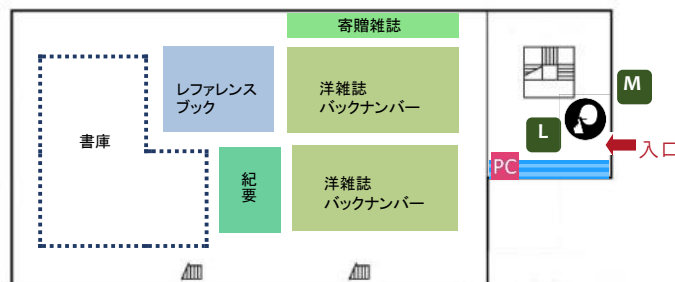 寄贈雑誌
レファレンス
ブック
洋雑誌
バックナンバー
書庫
紀要
洋雑誌
バックナンバー
M
L
入口
PC